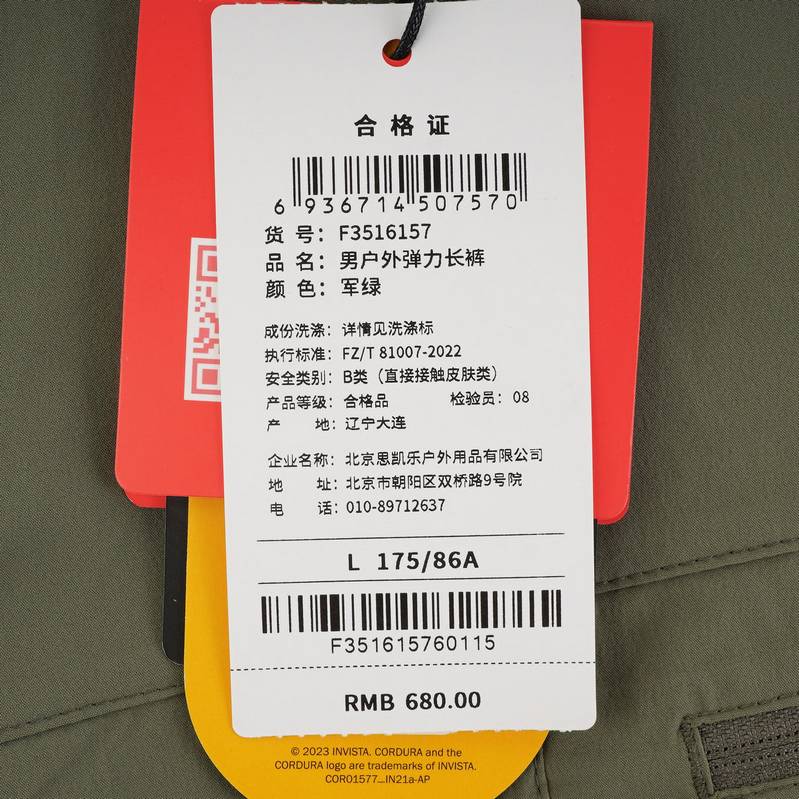 合格证
6 936714 507570
货 号：F3516157
品 名：男户外弹力长裤
颜 色：军绿
成份洗涤：详情见洗涤标
执行标准：FZ/T 81007-2022
安全类别：B类（直接接触皮肤类）
产品等级：合格品 检验员：08
产 地：辽宁大连
企业名称：北京思凯乐户外用品有限公司
地 址：北京市朝阳区双桥路9号院
电 话：010-89712637
L 175/86A
F351615760115
RMB 680.00
© 2023 INVISTA. CORDURA and the
CORDURA logo are trademarks of INVISTA.
COR01577...IN21a-AP